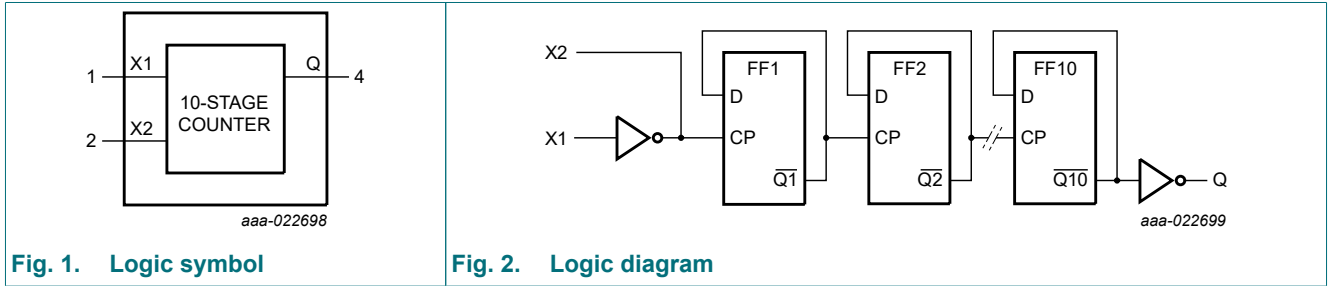 X1
Q
1
4
10-STAGE
COUNTER
X2
2
aaa-022698
Fig. 1. Logic symbol
X2
FF1
FF2
FF10
D
D
D
X1
CP
CP
CP
Q1
Q2
Q10
Q
aaa-022699
Fig. 2. Logic diagram